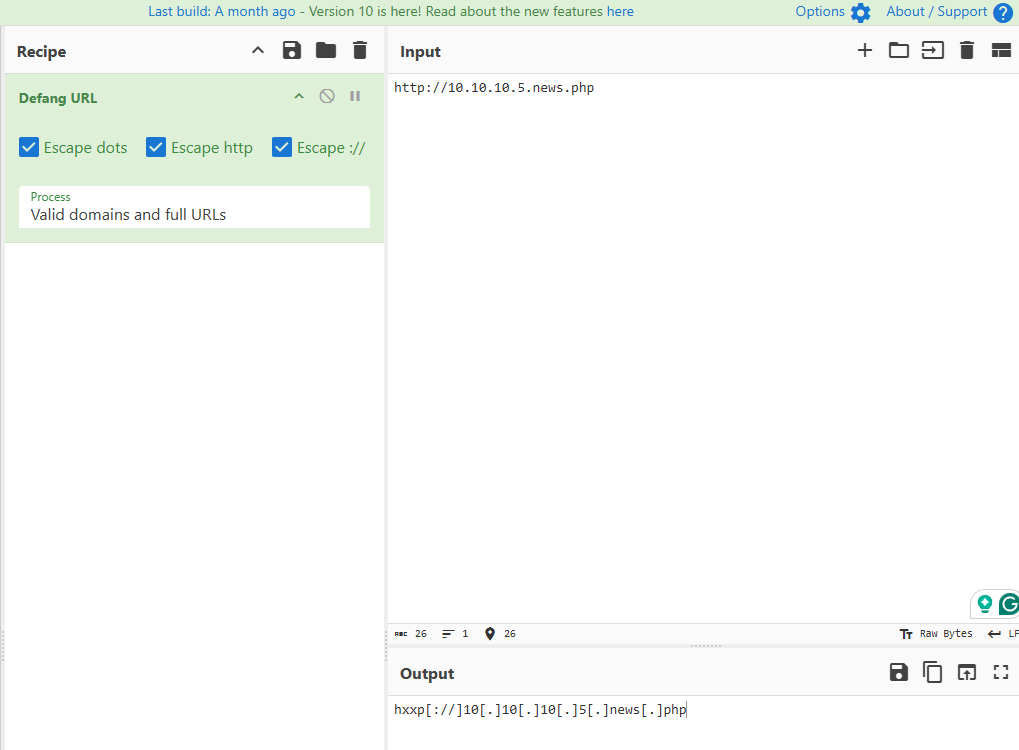 Last build: A month ago - Version 10 is here! Read about the new features here
Options
About / Support
?
Recipe
Defang URL
Escape dots
Escape http
Escape ://
Process
Valid domains and full URLs
Input
http://10.10.10.5.news.php
ABC 26
1
26
Tт Raw Bytes
LF
Output
hxxp[://]10[.]10[.]10[.]5[.]news[.]php